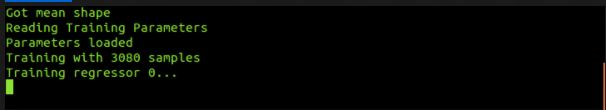 Got mean shape
Reading Training Parameters
Parameters loaded
Training with 3080 samples
Training regressor 0...